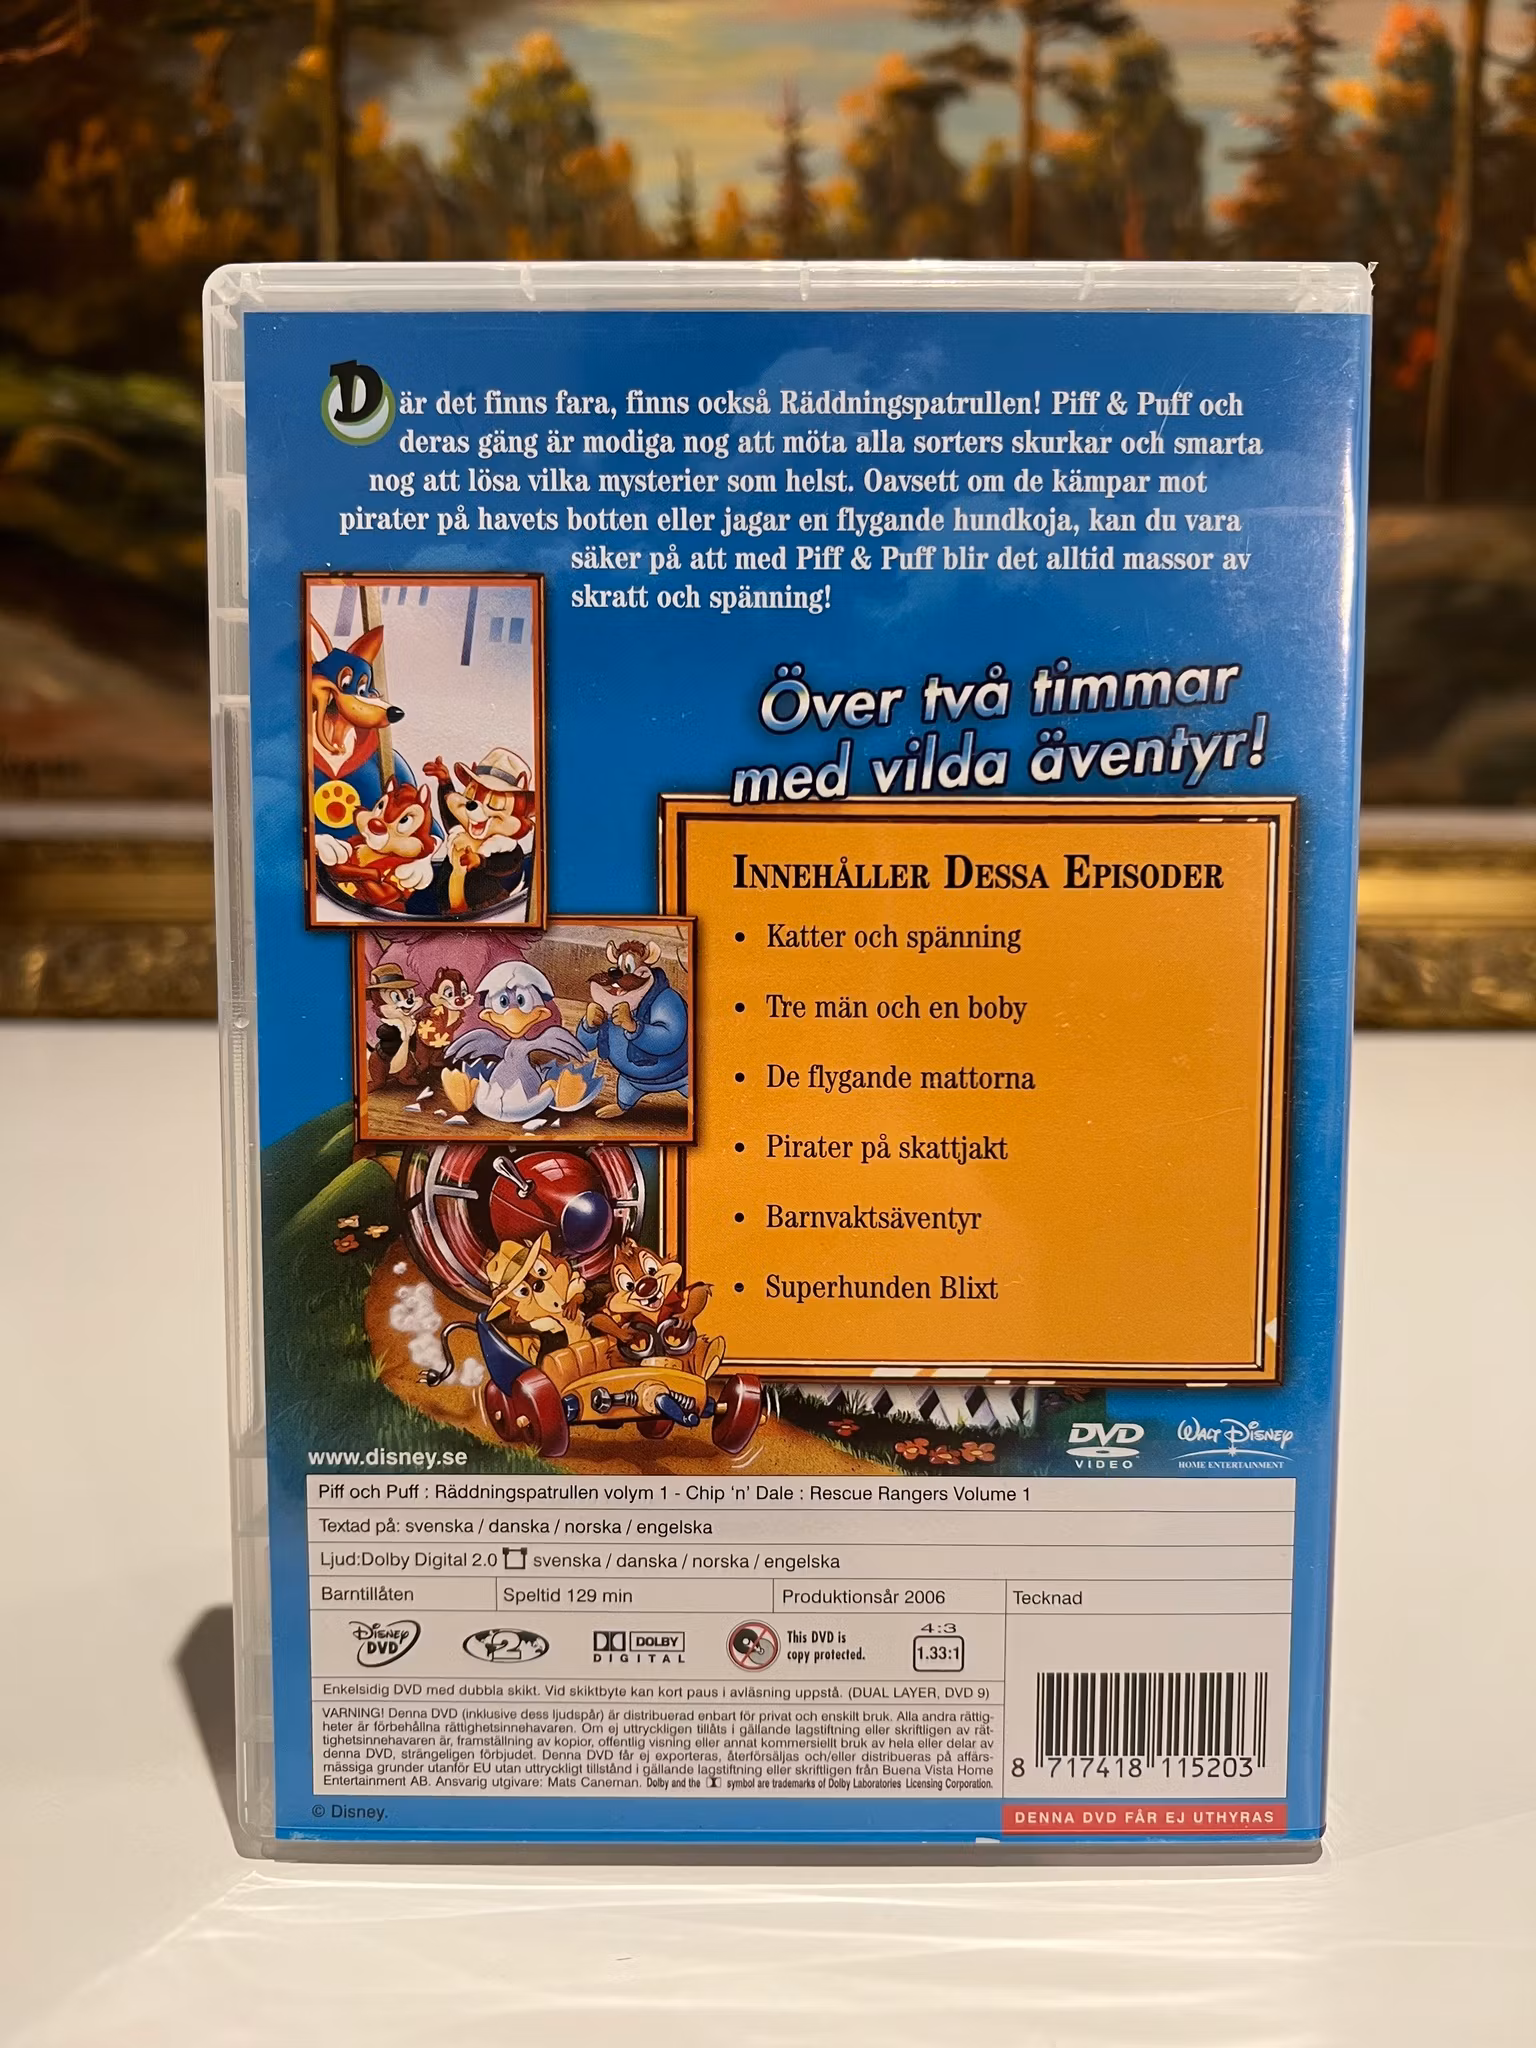 Där det finns fara, finns också Räddningspatrullen! Piff & Puff och
deras gäng är modiga nog att möta alla sorters skurkar och smarta
nog att lösa vilka mysterier som helst. Oavsett om de kämpar mot
pirater på havets botten eller jagar en flygande hundkoja, kan du vara
säker på att med Piff & Puff blir det alltid massor av
skratt och spänning!
Över två timmar
med vilda äventyr!
INNEHÅLLER DESSA EPISODER
• Katter och spänning
• Tre män och en boby
• De flygande mattorna
• Pirater på skattjakt
• Barnvaktsäventyr
• Superhunden Blixt
www.disney.se
DVD VIDEO
WALT DISNEY
HOME ENTERTAINMENT
Piff och Puff : Räddningspatrullen volym 1 - Chip 'n' Dale : Rescue Rangers Volume 1
Textad på: svenska / danska / norska / engelska
Ljud:Dolby Digital 2.0 svenska / danska / norska / engelska
Barntillåten Speltid 129 min Produktionsår 2006 Tecknad
DISNEY DVD
2
DOLBY DIGITAL
This DVD is
copy protected.
4:3
1.33:1
Enkelsidig DVD med dubbla skikt. Vid skiktbyte kan kort paus i avläsning uppstå. (DUAL LAYER, DVD 9)
VARNING! Denna DVD (inklusive dess ljudspår) är distribuerad enbart för privat och enskilt bruk. Alla andra rättig-
heter är förbehållna rättighetsinnehavaren. Om ej uttryckligen tillåts i gällande lagstiftning eller skriftligen av rät-
tighetsinnehavaren är, framställning av kopior, offentlig visning eller annat kommersiellt bruk av hela eller delar av
denna DVD, strängeligen förbjudet. Denna DVD får ej exporteras, återförsäljas och/eller distribueras på affärs-
mässiga grunder utanför EU utan uttryckligt tillstånd i gällande lagstiftning eller skriftligen från Buena Vista Home
Entertainment AB. Ansvarig utgivare: Mats Caneman. Dolby and the symbol are trademarks of Dolby Laboratories Licensing Corporation.
8 717418 115203
© Disney.
DENNA DVD FÅR EJ UTHYRAS